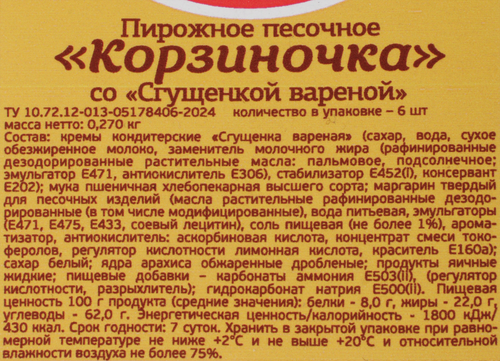 Пирожное песочное
«Корзиночка»
со «Сгущенкой вареной»
ТУ 10.72.12-013-05178406-2024 количество в упаковке – 6 шт
масса нетто: 0,270 кг
Состав: кремы кондитерские «Сгущенка вареная» (сахар, вода, сухое
обезжиренное молоко, заменитель молочного жира (рафинированные
дезодорированные растительные масла: пальмовое, подсолнечное;
эмульгатор Е471, антиокислитель Е306), стабилизатор Е452(i), консервант
Е202); мука пшеничная хлебопекарная высшего сорта; маргарин твердый
для песочных изделий (масла растительные рафинированные дезодо-
рированные (в том числе модифицированные), вода питьевая, эмульгаторы
(Е471, Е475, Е433, соевый лецитин), соль пищевая (не более 1%), арома-
тизатор, антиокислитель: аскорбиновая кислота, концентрат смеси токо-
феролов, регулятор кислотности лимонная кислота, краситель Е160а);
сахар белый; ядра арахиса обжаренные дробленые; продукты яичные
жидкие; пищевые добавки – карбонаты аммония Е503(ii), (регулятор
кислотности, разрыхлитель); гидрокарбонат натрия Е500(ii). Пищевая
ценность 100 г продукта (средние значения): белки - 8,0 г, жиры - 22,0 г,
углеводы – 62,0 г. Энергетическая ценность/калорийность - 1800 кДж/
430 ккал. Срок годности: 7 суток. Хранить в закрытой упаковке при равно-
мерной температуре не ниже +2°С и не выше +20°С и относительной
влажности воздуха не более 75%.